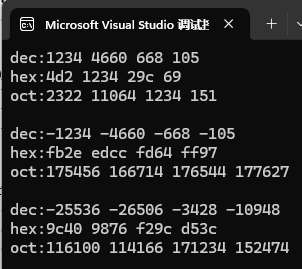 Microsoft Visual Studio 调试
dec:1234 4660 668 105
hex:4d2 1234 29c 69
oct:2322 11064 1234 151
dec:-1234 -4660 -668 -105
hex:fb2e edcc fd64 ff97
oct:175456 166714 176544 177627
dec:-25536 -26506 -3428 -10948
hex:9c40 9876 f29c d53c
oct:116100 114166 171234 152474